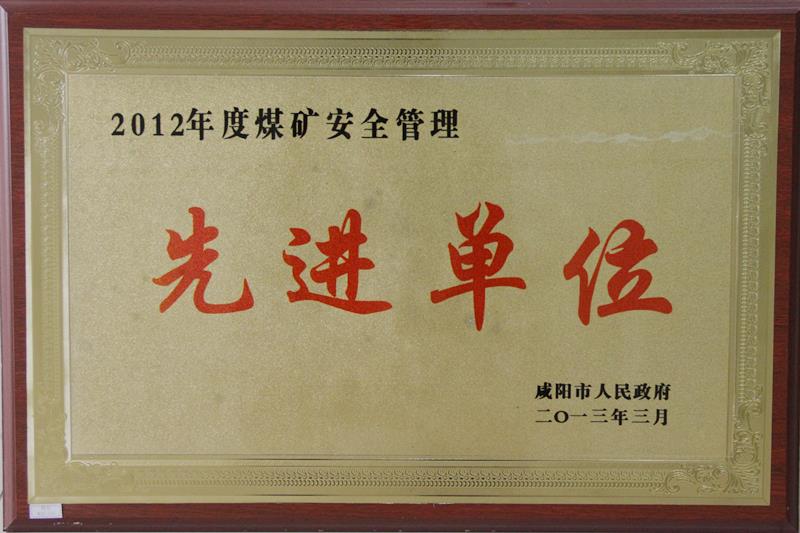 2012年度煤矿安全管理
先进单位
咸阳市人民政府
二〇一三年三月